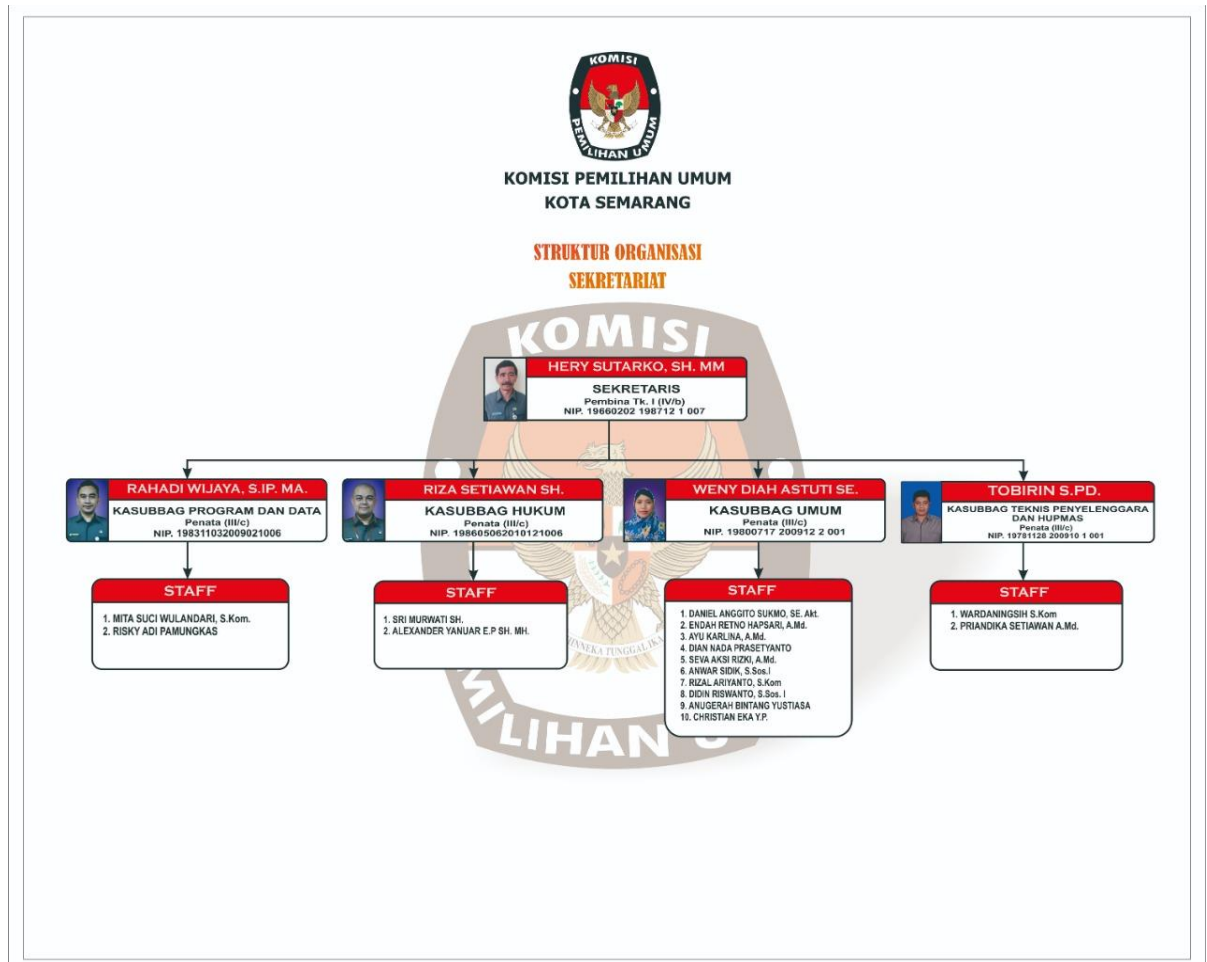 KOMISI
PEMILIHAN UMUM
KOMISI PEMILIHAN UMUM
KOTA SEMARANG
STRUKTUR ORGANISASI
SEKRETARIAT
KOMISI
HERY SUTARKO, SH. MM
SEKRETARIS
Pembina Tk. I (IV/b)
NIP. 19660202 198712 1 007
RAHADI WIJAYA, S.IP. MA.
KASUBBAG PROGRAM DAN DATA
Penata (III/c)
NIP. 198311032009021006
RIZA SETIAWAN SH.
KASUBBAG HUKUM
Penata (III/c)
NIP. 198605062010121006
WENY DIAH ASTUTI SE.
KASUBBAG UMUM
Penata (III/c)
NIP. 19800717 200912 2 001
TOBIRIN S.PD.
KASUBBAG TEKNIS PENYELENGGARA
DAN HUPMAS
Penata (III/c)
NIP. 19781128 200910 1 001
STAFF
1. MITA SUCI WULANDARI, S.Kom.
2. RISKY ADI PAMUNGKAS
STAFF
1. SRI MURWATI SH.
2. ALEXANDER YANUAR E.P SH. MH.
STAFF
1. DANIEL ANGGITO SUKMO, SE. Akt.
2. ENDAH RETNO HAPSARI, A.Md.
3. AYU KARLINA, A.Md.
4. DIAN NADA PRASETYANTO
5. SEVA AKSI RIZKI, A.Md.
6. ANWAR SIDIK, S.Sos.I
7. RIZAL ARIYANTO, S.Kom
8. DIDIN RISWANTO, S.Sos. I
9. ANUGERAH BINTANG YUSTIASA
10. CHRISTIAN EKA Y.P.
STAFF
1. WARDANINGSIH S.Kom
2. PRIANDIKA SETIAWAN A.Md.
HINNEKA TUNGGAL IKA
MILIHAN U